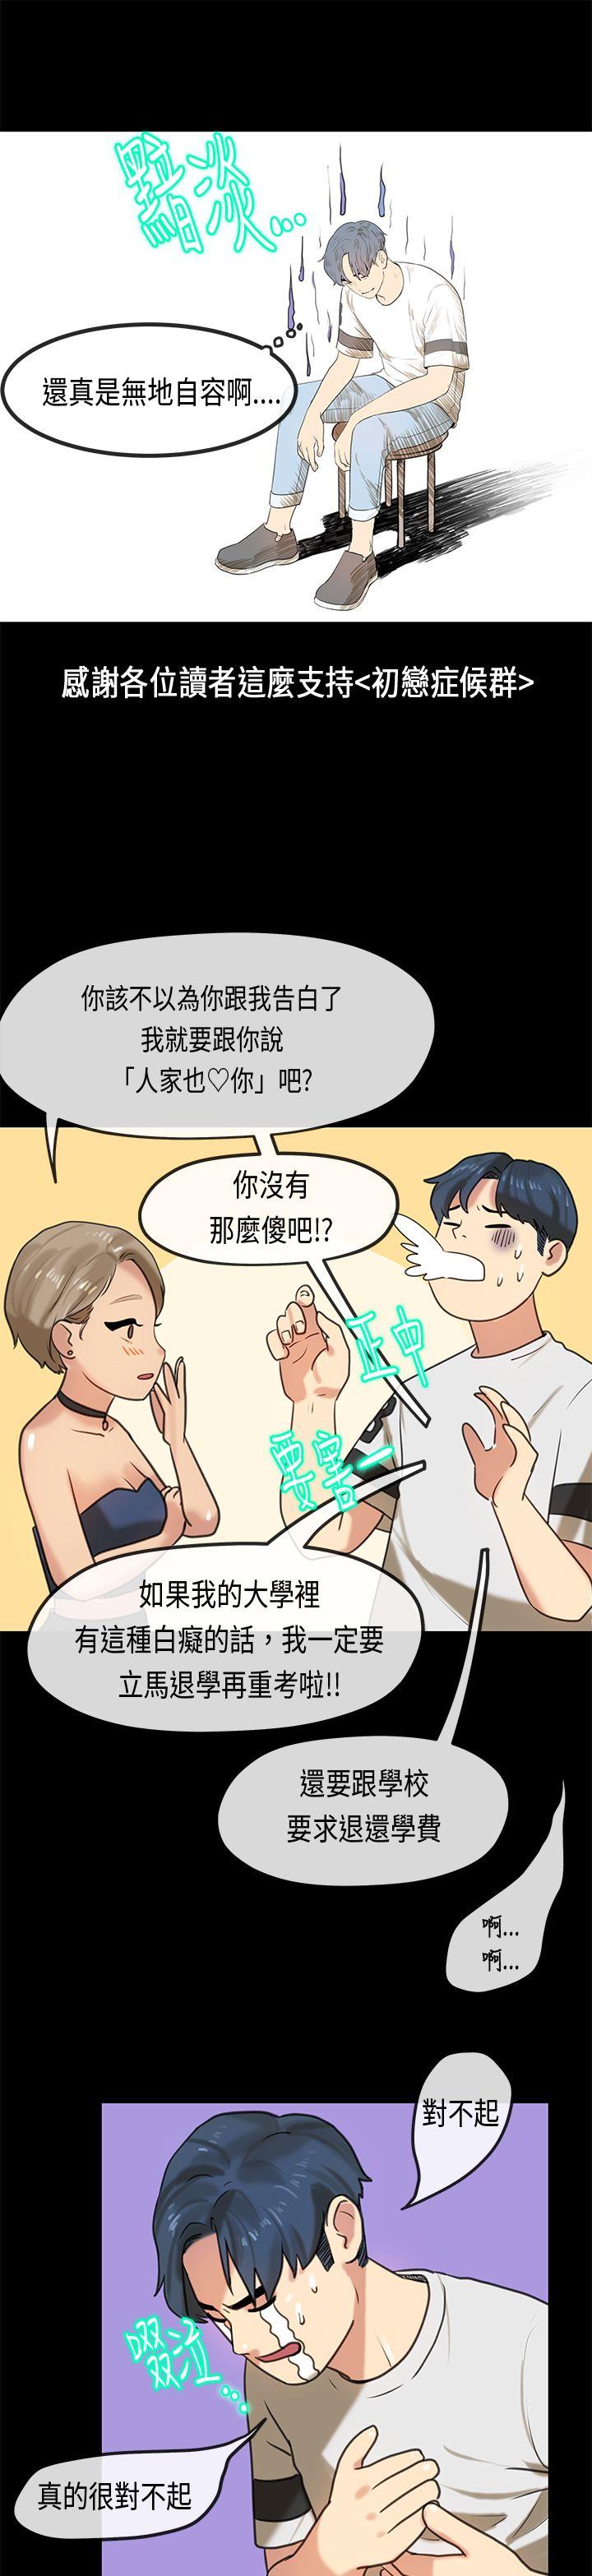 黯淡...
還真是無地自容啊....
感謝各位讀者這麼支持<初戀症候群>
你該不以為你跟我告白了
我就要跟你說
「人家也♡你」吧?
你沒有
那麼傻吧!?
正中
要害一
如果我的大學裡
有這種白癡的話，我一定要
立馬退學再重考啦!!
還要跟學校
要求退還學費
啊...
啊...
對不起
啜泣...
真的很對不起